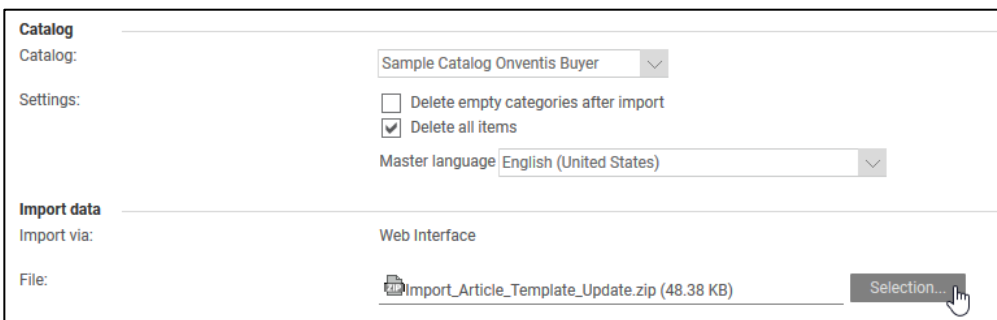 Catalog
Catalog:
Sample Catalog Onventis Buyer
Settings:
Delete empty categories after import
Delete all items
Master language English (United States)
Import data
Import via:
Web Interface
File:
ZIP Import_Article_Template_Update.zip (48.38 KB)
Selection...